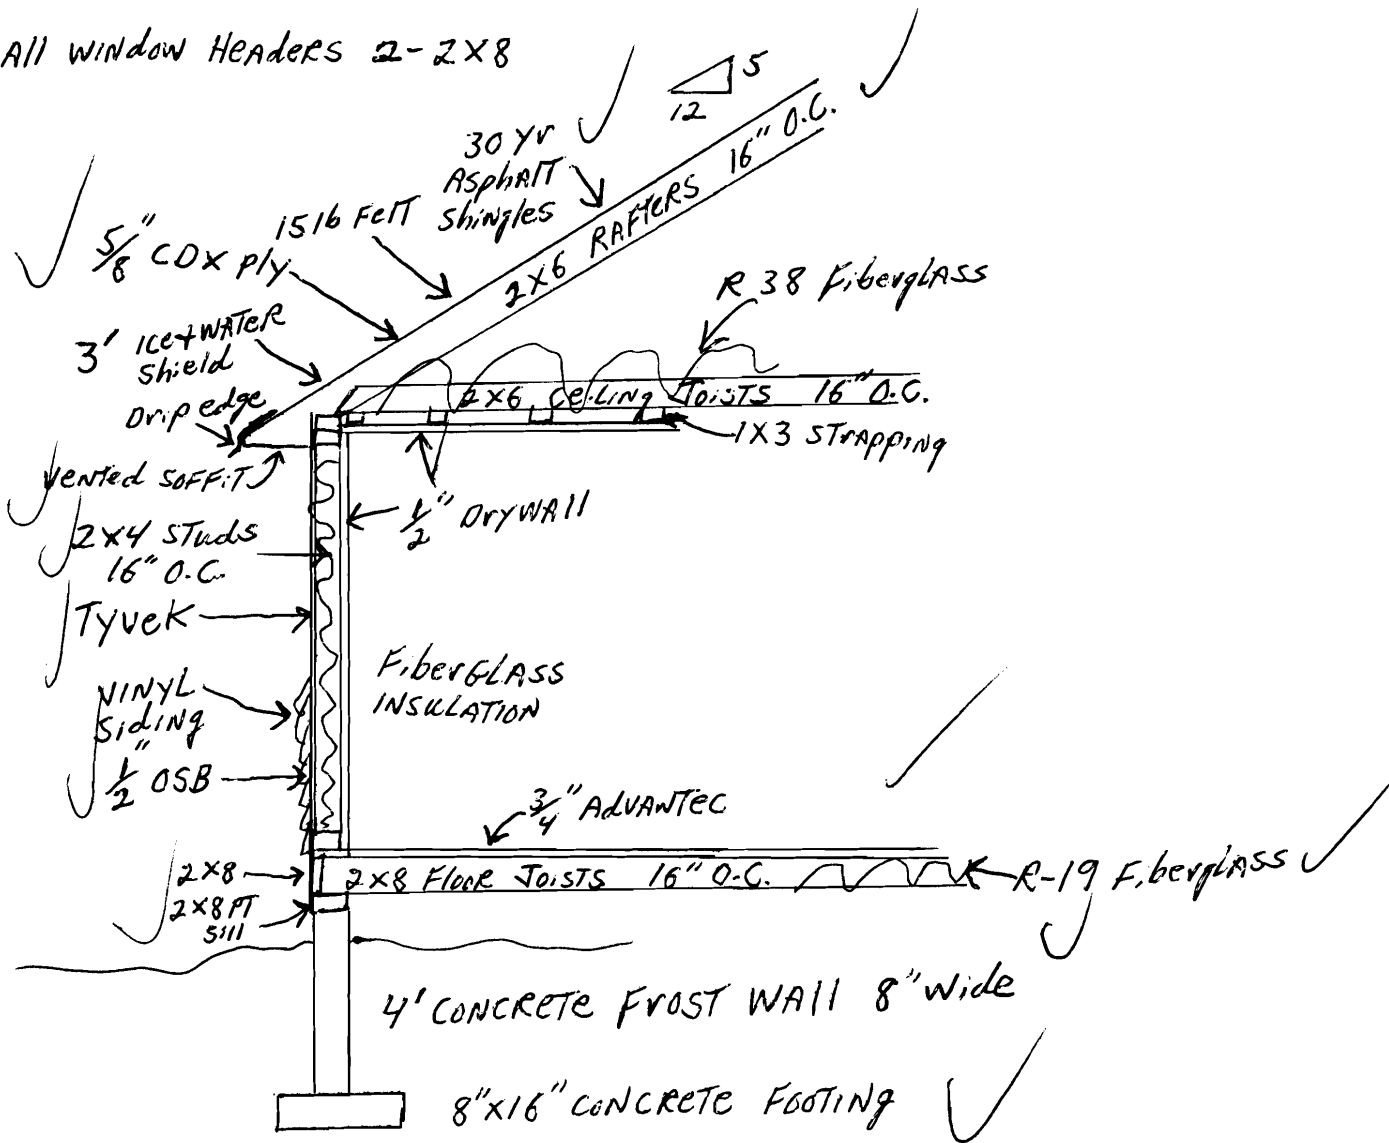 All WINDOW HeAdeRS 2-2X8
5
12
30 yr
ASphAlT
Shingles
15 lb FelT
5/8" CDX Ply
2X6 RAFTeRS 16" O.C.
R 38 FiberglASS
3' Ice+WATeR
Shield
Drip edge
2X6 CeiLing JoISTS 16" O.C.
1X3 STRAPPING
Vented SOFFiT
1/2" DryWAll
2X4 STuds
16" O.C.
TyveK
FiberGLASS
INSULATION
VINYL
SidiNG
1/2" OSB
3/4" AdVANTeC
2X8
2X8 Floor JoISTS 16" O.C.
R-19 FiberglASS
2X8 PT
Sill
4' CONCReTe FROST WAll 8" Wide
8"X16" CONCReTe FOOTiNg